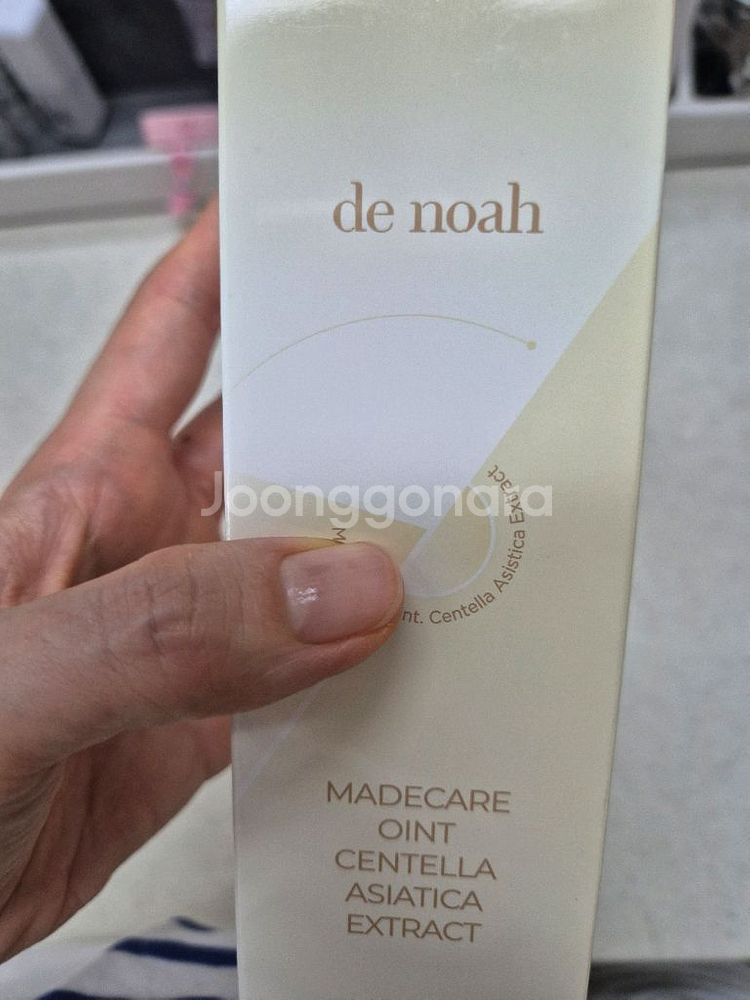 de noah
Joonggonara
nt. Centella Asistica Extract
MADECARE
OINT
CENTELLA
ASIATICA
EXTRACT